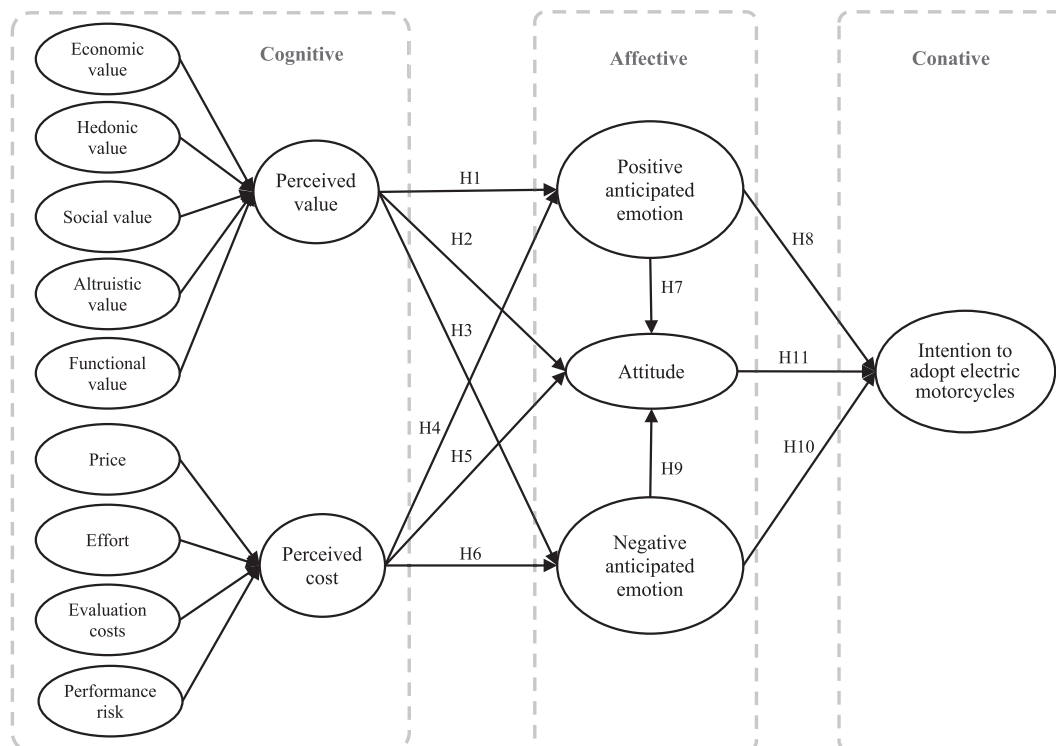 Cognitive
Economic
value
Hedonic
value
Social value
Altruistic
value
Functional
value
Perceived
value
Price
Effort
Evaluation
costs
Performance
risk
Perceived
cost
H1
H2
H3
H4
H5
H6
Affective
Positive
anticipated
emotion
H7
Attitude
H9
Negative
anticipated
emotion
H8
H11
H10
Conative
Intention to
adopt electric
motorcycles